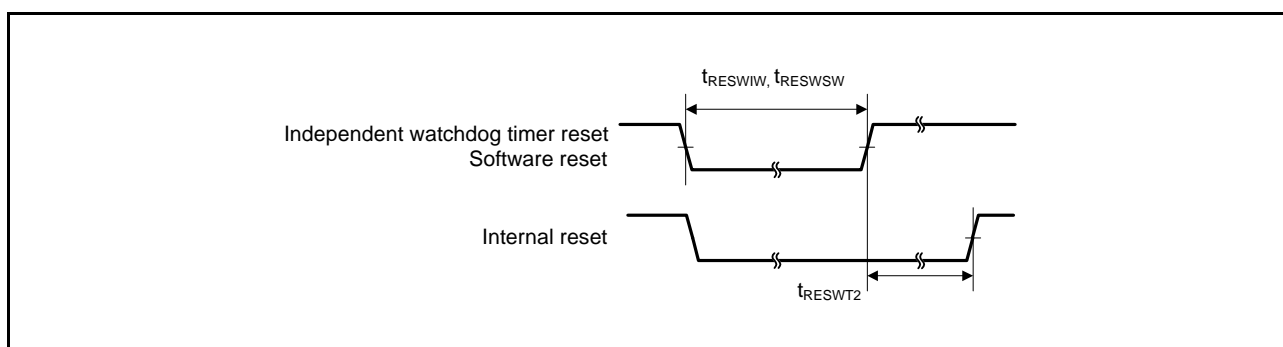 tRESWIW, tRESWSW
Independent watchdog timer reset
Software reset
Internal reset
tRESWT2